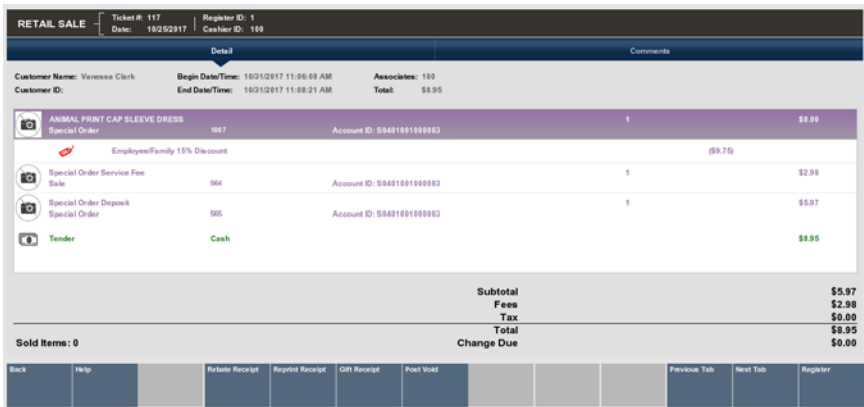 RETAIL SALE
Ticket #: 117 Register ID: 1
Date: 10/25/2017 Cashier ID: 100
Detail Comments
Customer Name: Vanessa Clark Begin Date/Time: 10/31/2017 11:06:00 AM Associates: 100
Customer ID: End Date/Time: 10/31/2017 11:08:21 AM Total: $8.95
ANIMAL PRINT CAP SLEEVE DRESS 1 $0.00
Special Order 1007 Account ID: S0401001000003
Employee/Family 15% Discount ($9.75)
Special Order Service Fee 1 $2.98
Sale 564 Account ID: S0401001000003
Special Order Deposit 1 $5.97
Special Order 565 Account ID: S0401001000003
Tender Cash $8.95
Subtotal $5.97
Fees $2.98
Tax $0.00
Total $8.95
Sold Items: 0 Change Due $0.00
Back Help Rebate Receipt Reprint Receipt Gift Receipt Post Void Previous Tab Next Tab Register